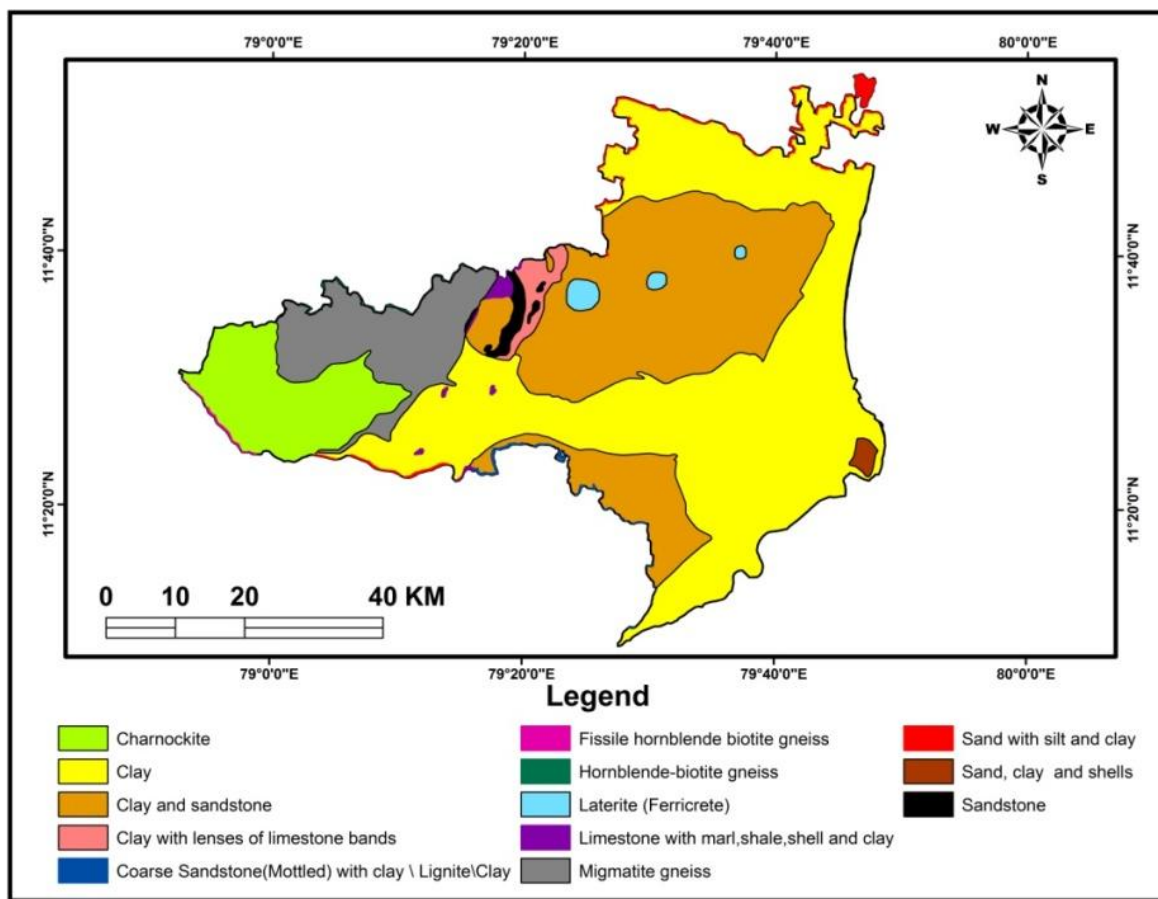 79°0'0"E 79°20'0"E 79°40'0"E 80°0'0"E
N
W E
S
11°40'0"N 11°40'0"N
11°20'0"N 11°20'0"N
0 10 20 40 KM
79°0'0"E 79°20'0"E 79°40'0"E 80°0'0"E
Legend
Charnockite
Clay
Clay and sandstone
Clay with lenses of limestone bands
Coarse Sandstone(Mottled) with clay \ Lignite\Clay
Fissile hornblende biotite gneiss
Hornblende-biotite gneiss
Laterite (Ferricrete)
Limestone with marl,shale,shell and clay
Migmatite gneiss
Sand with silt and clay
Sand, clay and shells
Sandstone